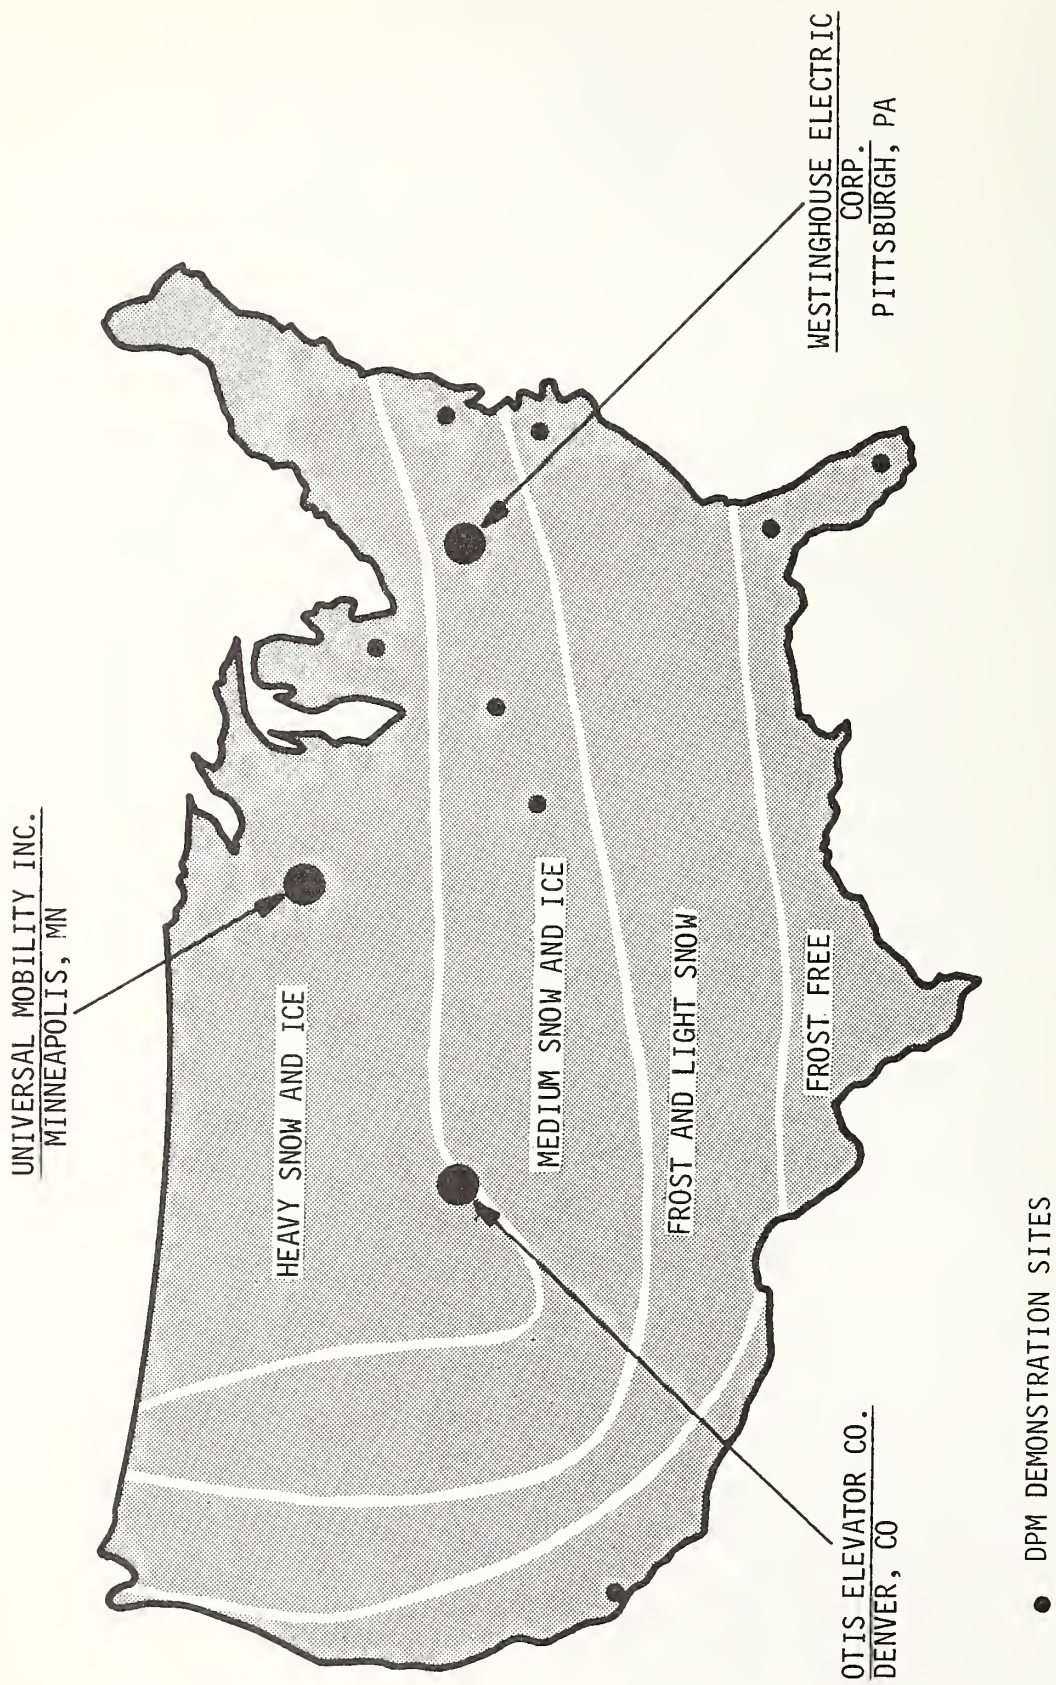 UNIVERSAL MOBILITY INC.
MINNEAPOLIS, MN
HEAVY SNOW AND ICE
MEDIUM SNOW AND ICE
FROST AND LIGHT SNOW
FROST FREE
WESTINGHOUSE ELECTRIC
CORP.
PITTSBURGH, PA
OTIS ELEVATOR CO.
DENVER, CO
DPM DEMONSTRATION SITES